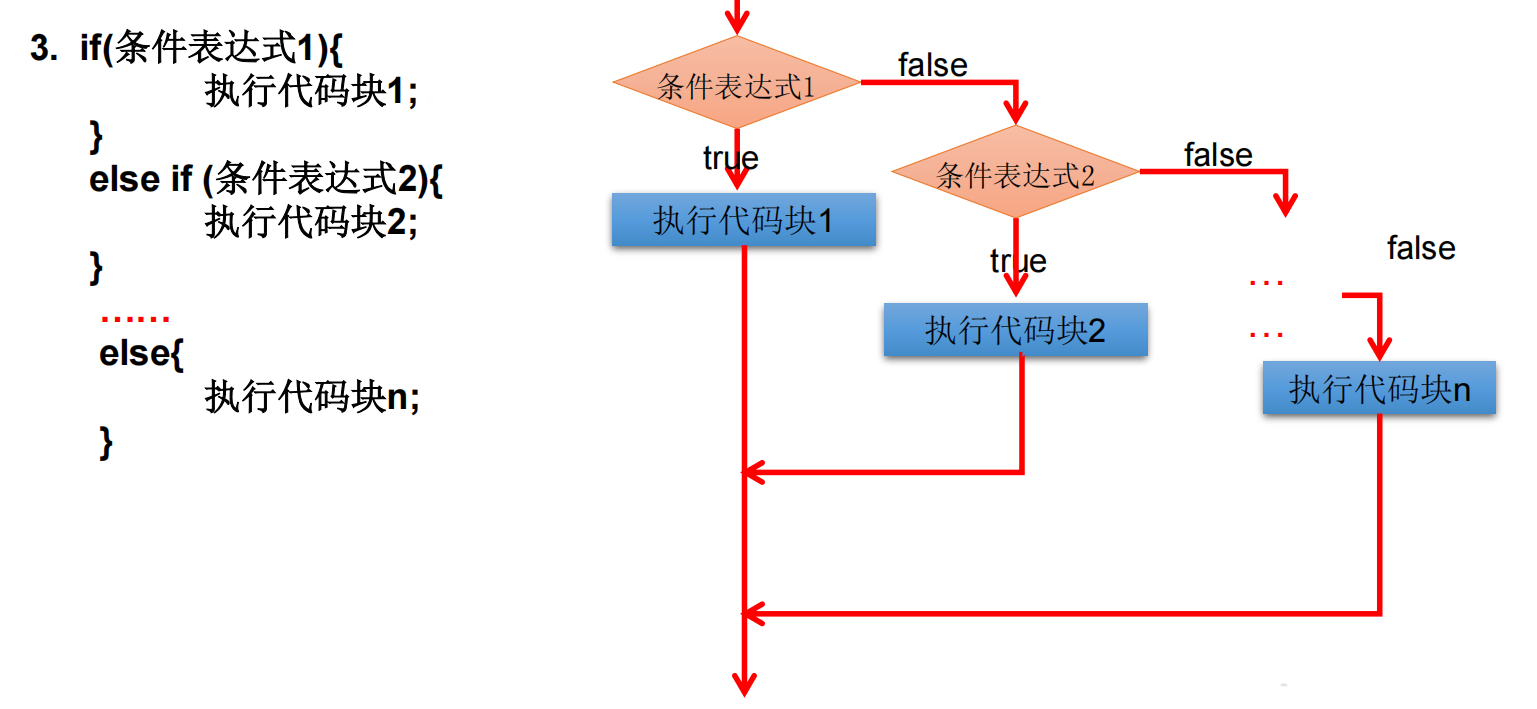 3. if(条件表达式1){
执行代码块1;
}
else if (条件表达式2){
执行代码块2;
}
……
else{
执行代码块n;
}
条件表达式1
false
true
执行代码块1
条件表达式2
false
true
执行代码块2
...
...
false
执行代码块n